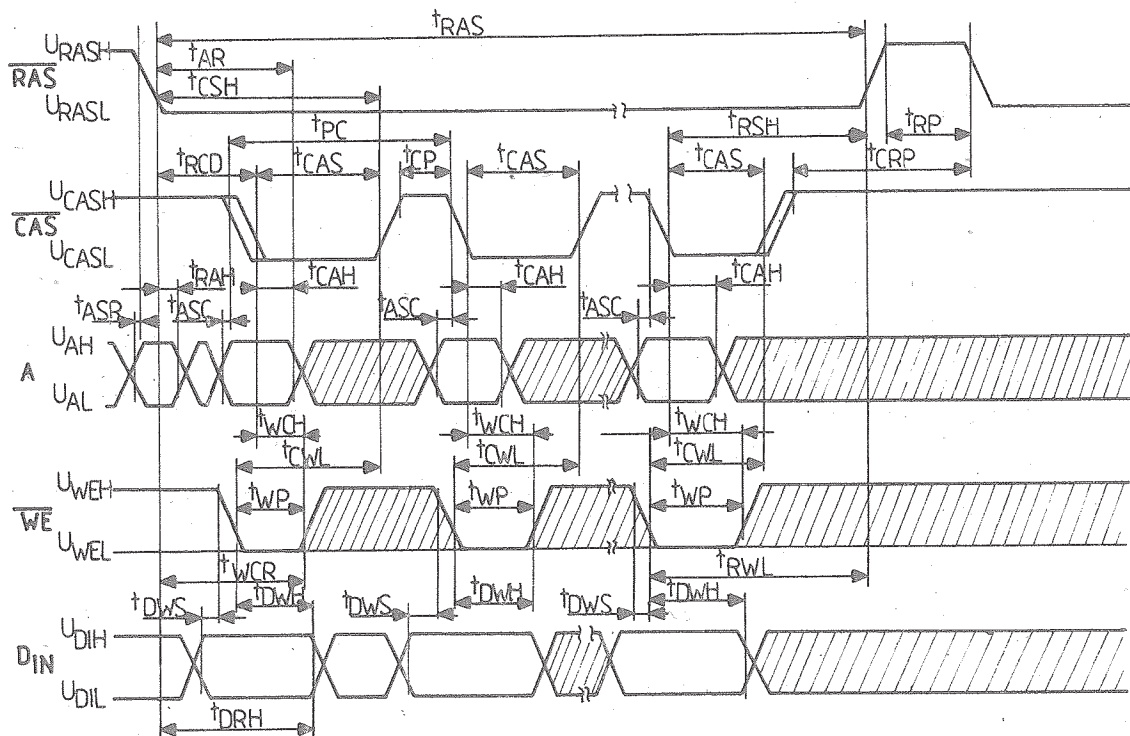 tRAS
URASH
RAS
tAR
tCSH
URASL
tPC
tRSH
tRP
tRCD
tCAS
tCP
tCAS
tCAS
tCRP
UCASH
CAS
UCASL
tRAH
tCAH
tCAH
tCAH
tASR
tASC
tASC
tASC
UAH
A
UAL
tWCH
tWCH
tWCH
tCWL
tCWL
tCWL
UWEH
tWP
tWP
tWP
WE
UWEL
tWCR
tRWL
tDWH
tDWH
tDWH
tDWS
tDWS
tDWS
UDIH
DIN
UDIL
tDRH